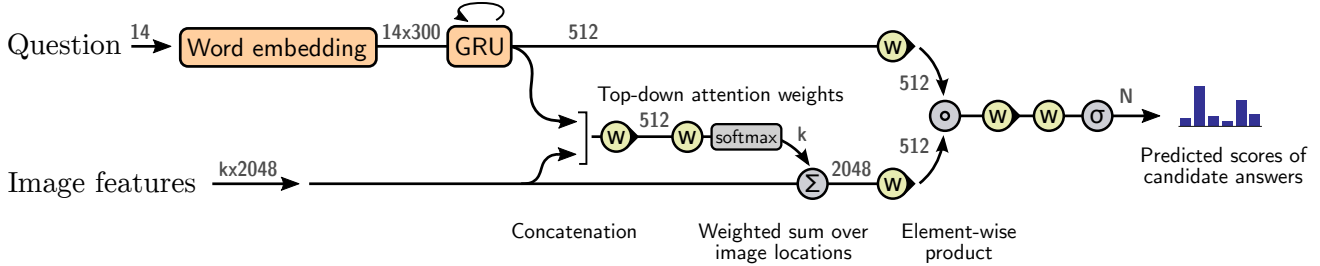 Question
14
Word embedding
14x300
GRU
512
w
512
Top-down attention weights
w
512
w
softmax
k
Image features
kx2048
Σ
2048
w
512
w
w
σ
N
Predicted scores of
candidate answers
Concatenation
Weighted sum over
image locations
Element-wise
product